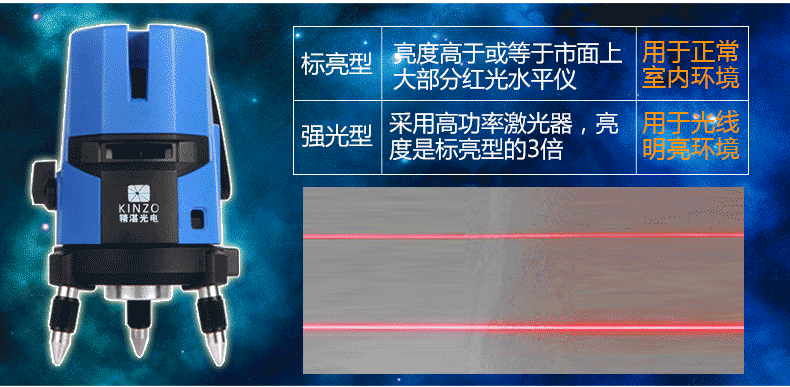 标亮型
亮度高于或等于市面上
大部分红光水平仪
用于正常
室内环境
强光型
采用高功率激光器，亮
度是标亮型的3倍
用于光线
明亮环境
KINZO
精湛光电